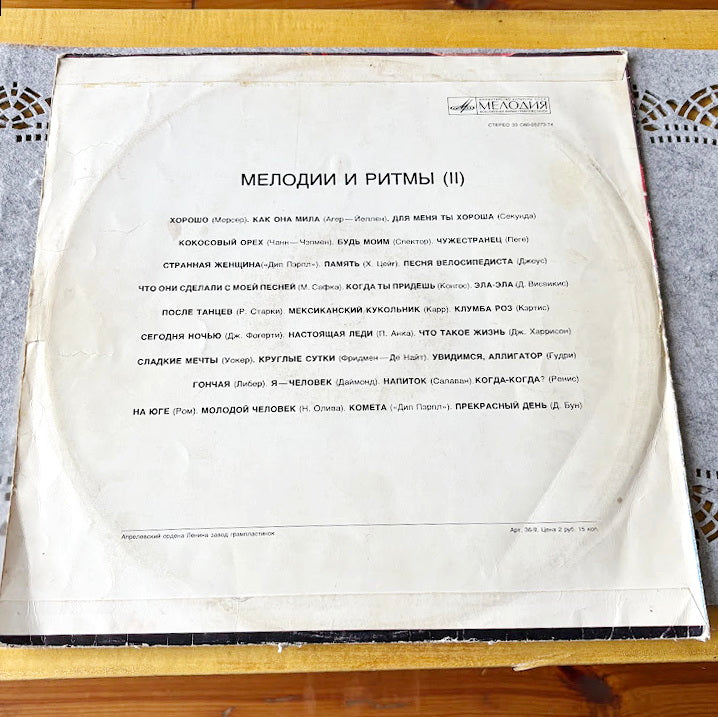 МЕЛОДИЯ
СТЕРЕО 33 С60-05273-74
МЕЛОДИИ И РИТМЫ (II)
ХОРОШО (Мерсер). КАК ОНА МИЛА (Агер—Йеллен). ДЛЯ МЕНЯ ТЫ ХОРОША (Секунда)
КОКОСОВЫЙ ОРЕХ (Чанн—Чэпмен). БУДЬ МОИМ (Спектор). ЧУЖЕСТРАНЕЦ (Пеге)
СТРАННАЯ ЖЕНЩИНА («Дип Пэрпл»). ПАМЯТЬ (Х. Цейг). ПЕСНЯ ВЕЛОСИПЕДИСТА (Джоус)
ЧТО ОНИ СДЕЛАЛИ С МОЕЙ ПЕСНЕЙ (М. Сафка). КОГДА ТЫ ПРИДЕШЬ (Конгос). ЭЛА-ЭЛА (Д. Висвикис)
ПОСЛЕ ТАНЦЕВ (Р. Старки). МЕКСИКАНСКИЙ КУКОЛЬНИК (Карр). КЛУМБА РОЗ (Кэртис)
СЕГОДНЯ НОЧЬЮ (Дж. Фогерти). НАСТОЯЩАЯ ЛЕДИ (П. Анка). ЧТО ТАКОЕ ЖИЗНЬ (Дж. Харрисон)
СЛАДКИЕ МЕЧТЫ (Уокер). КРУГЛЫЕ СУТКИ (Фридмен—Де Найт). УВИДИМСЯ, АЛЛИГАТОР (Гудри)
ГОНЧАЯ (Либер). Я—ЧЕЛОВЕК (Даймонд). НАПИТОК (Салаван). КОГДА-КОГДА? (Ренис)
НА ЮГЕ (Ром). МОЛОДОЙ ЧЕЛОВЕК (Н. Олива). КОМЕТА («Дип Пэрпл»). ПРЕКРАСНЫЙ ДЕНЬ (Д. Бун)
Апрелевский ордена Ленина завод грампластинок
Арт. 36-9. Цена 2 руб. 15 коп.